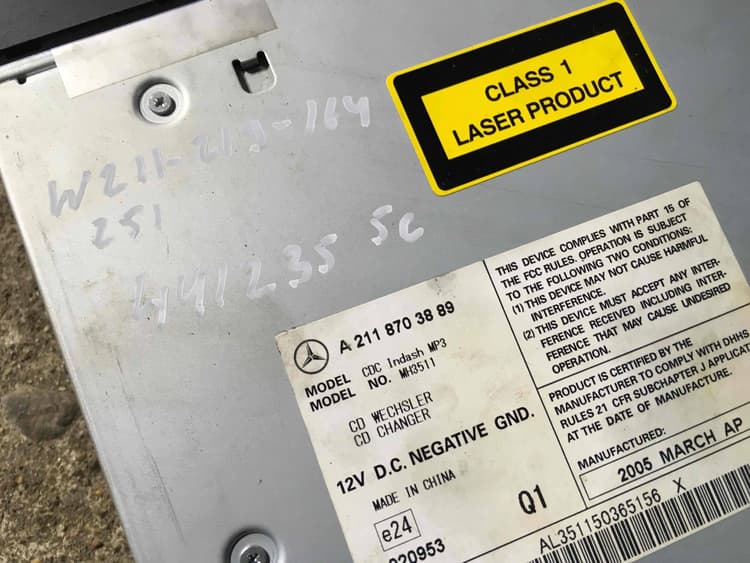 CLASS 1
LASER PRODUCT
W211-219-164
251
A 211 870 38 89
MODEL CDC Indash MP3
MODEL NO. MH3511
CD WECHSLER
CD CHANGER
12V D.C. NEGATIVE GND.
MADE IN CHINA
e24
Q1
020953
THIS DEVICE COMPLIES WITH PART 15 OF
THE FCC RULES. OPERATION IS SUBJECT
TO THE FOLLOWING TWO CONDITIONS:
(1) THIS DEVICE MAY NOT CAUSE HARMFUL
INTERFERENCE.
(2) THIS DEVICE MUST ACCEPT ANY INTER-
FERENCE RECEIVED INCLUDING INTER-
FERENCE THAT MAY CAUSE UNDESIRED
OPERATION.
PRODUCT IS CERTIFIED BY THE
MANUFACTURER TO COMPLY WITH DHHS
RULES 21 CFR SUBCHAPTER J APPLICA
AT THE DATE OF MANUFACTURE.
MANUFACTURED:
2005 MARCH AP
AL351150365156 X